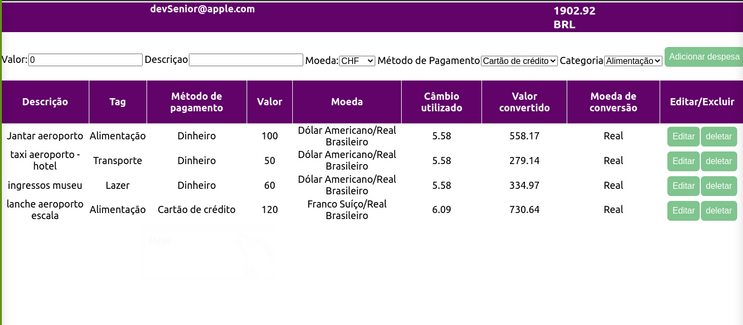 devSenior@apple.com 1902.92
BRL
Valor: 0 Descriçao Moeda: CHF Método de Pagamento Cartão de crédito Categoria Alimentação Adicionar despesa
Descrição Tag Método de pagamento Valor Moeda Câmbio utilizado Valor convertido Moeda de conversão Editar/Excluir
Jantar aeroporto Alimentação Dinheiro 100 Dólar Americano/Real Brasileiro 5.58 558.17 Real Editar deletar
taxi aeroporto - hotel Transporte Dinheiro 50 Dólar Americano/Real Brasileiro 5.58 279.14 Real Editar deletar
ingressos museu Lazer Dinheiro 60 Dólar Americano/Real Brasileiro 5.58 334.97 Real Editar deletar
lanche aeroporto escala Alimentação Cartão de crédito 120 Franco Suíço/Real Brasileiro 6.09 730.64 Real Editar deletar